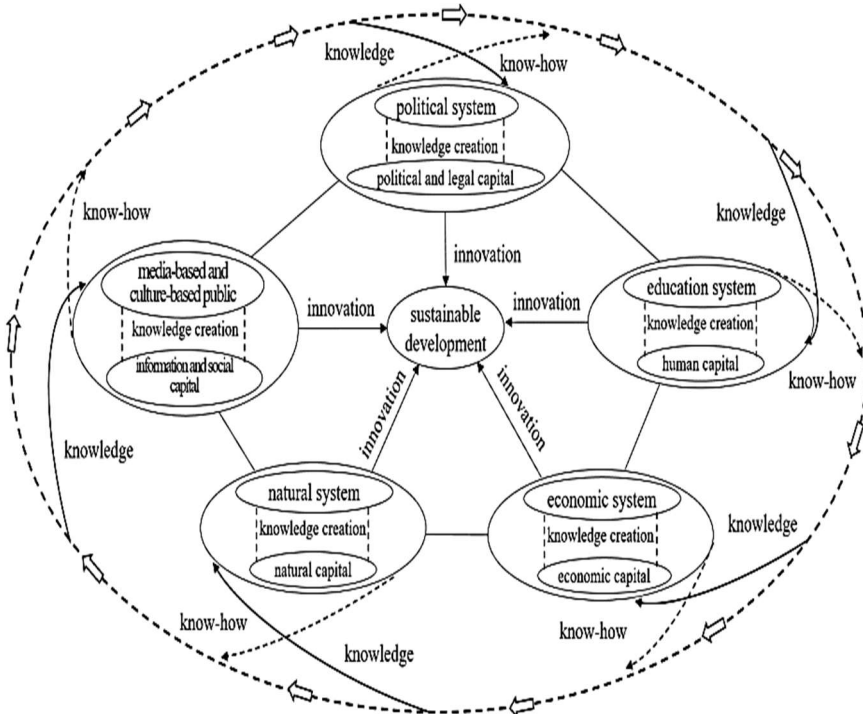 knowledge
know-how
political system
knowledge creation
political and legal capital
know-how
knowledge
innovation
media-based and
culture-based public
knowledge creation
information and social
capital
innovation
sustainable
development
innovation
education system
knowledge creation
human capital
know-how
knowledge
innovation
innovation
natural system
knowledge creation
natural capital
economic system
knowledge creation
economic capital
knowledge
know-how
knowledge
know-how